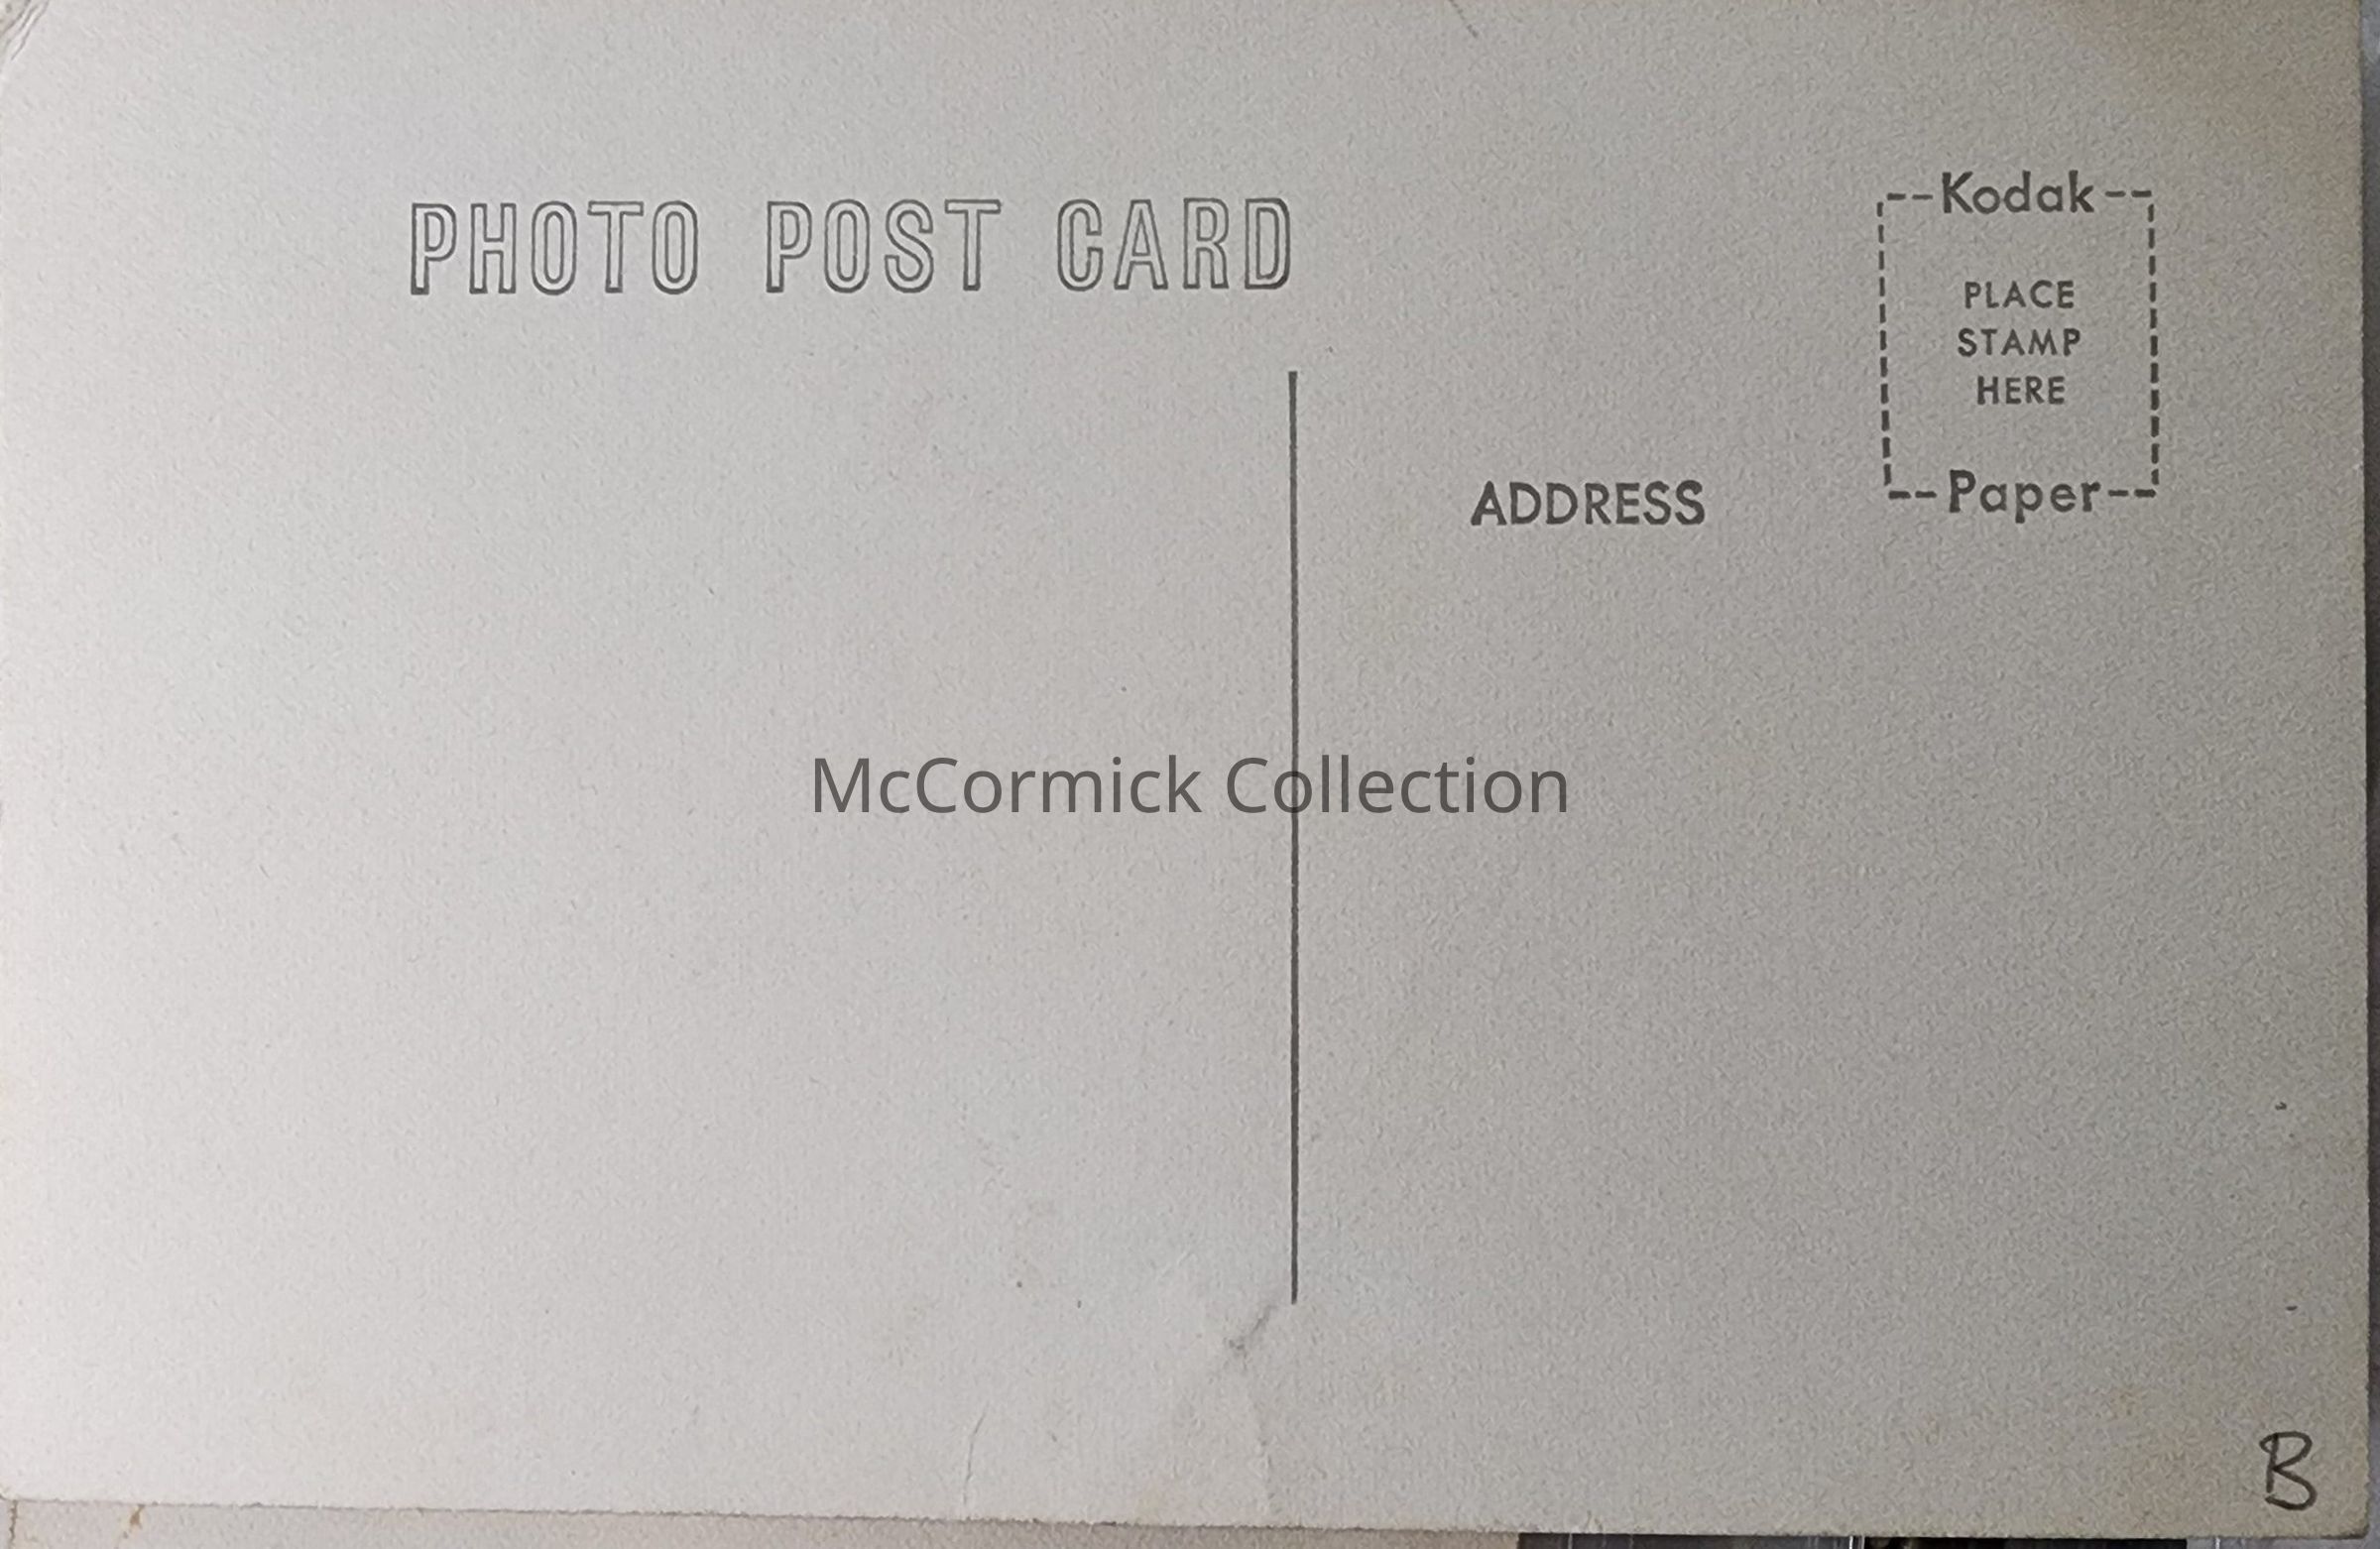 PHOTO POST CARD
--Kodak--
PLACE
STAMP
HERE
--Paper--
ADDRESS
McCormick Collection
B